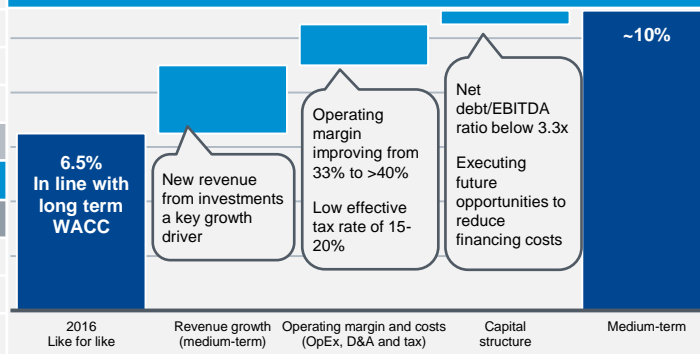 ~10%
6.5%
In line with
long term
WACC
New revenue
from investments
a key growth
driver
Operating
margin
improving from
33% to >40%
Low effective
tax rate of 15-
20%
Net
debt/EBITDA
ratio below 3.3x
Executing
future
opportunities to
reduce
financing costs
2016
Like for like
Revenue growth
(medium-term)
Operating margin and costs
(OpEx, D&A and tax)
Capital
structure
Medium-term